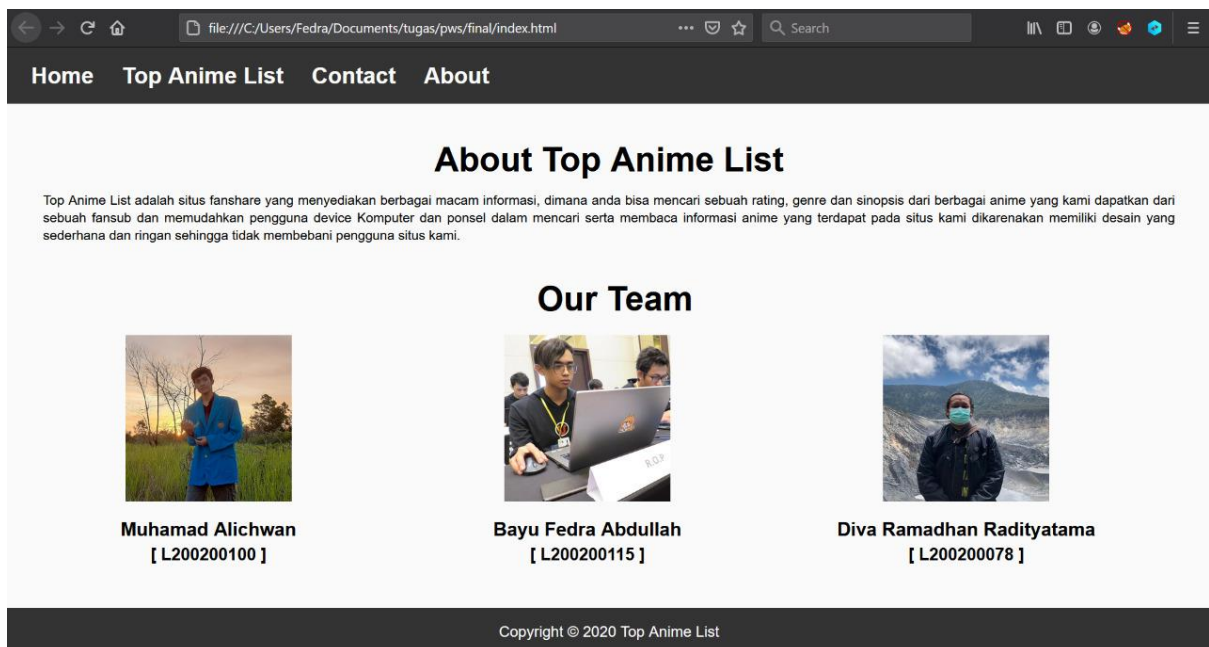 file:///C:/Users/Fedra/Documents/tugas/pws/final/index.html
Search
Home Top Anime List Contact About
About Top Anime List
Top Anime List adalah situs fanshare yang menyediakan berbagai macam informasi, dimana anda bisa mencari sebuah rating, genre dan sinopsis dari berbagai anime yang kami dapatkan dari
sebuah fansub dan memudahkan pengguna device Komputer dan ponsel dalam mencari serta membaca informasi anime yang terdapat pada situs kami dikarenakan memiliki desain yang
sederhana dan ringan sehingga tidak membebani pengguna situs kami.
Our Team
R.O.P
Muhamad Alichwan Bayu Fedra Abdullah Diva Ramadhan Radityatama
[ L200200100 ] [ L200200115 ] [ L200200078 ]
Copyright © 2020 Top Anime List